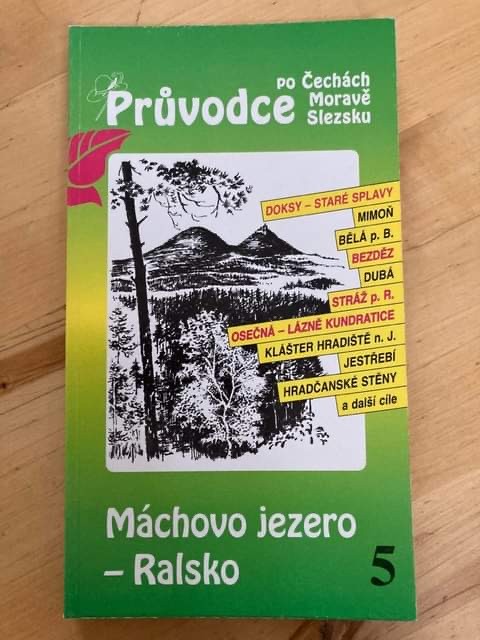 Průvodce
po Čechách
Moravě
Slezsku
DOKSY – STARÉ SPLAVY
MIMOŇ
BĚLÁ p. B.
BEZDĚZ
DUBÁ
STRÁŽ p. R.
OSEČNÁ – LÁZNĚ KUNDRATICE
KLÁŠTER HRADIŠTĚ n. J.
JESTŘEBÍ
HRADČANSKÉ STĚNY
a další cíle
Máchovo jezero
– Ralsko
5